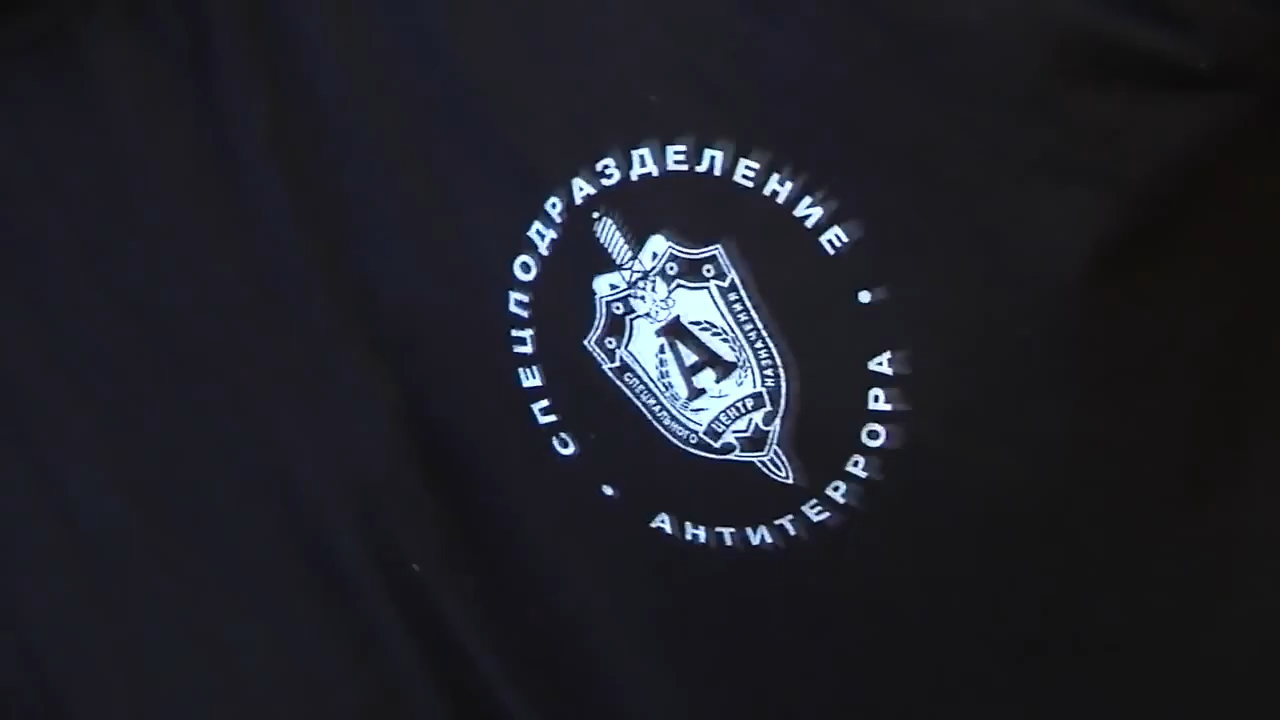 СПЕЦПОДРАЗДЕЛЕНИЕ
АНТИТЕРРОРА
А
ЦЕНТР
СПЕЦИАЛЬНОГО
НАЗНАЧЕНИЯ